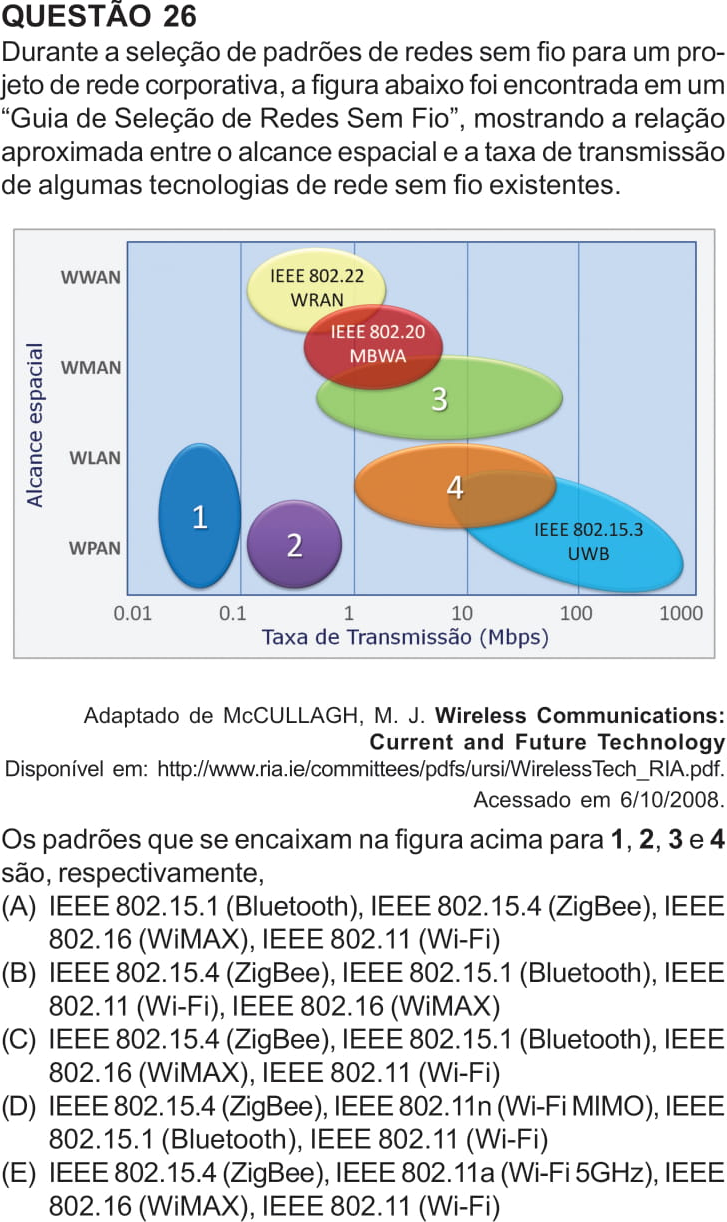 QUESTÃO 26
Durante a seleção de padrões de redes sem fio para um pro-
jeto de rede corporativa, a figura abaixo foi encontrada em um
“Guia de Seleção de Redes Sem Fio”, mostrando a relação
aproximada entre o alcance espacial e a taxa de transmissão
de algumas tecnologias de rede sem fio existentes.
Alcance espacial
WWAN
WMAN
WLAN
WPAN
IEEE 802.22
WRAN
IEEE 802.20
MBWA
3
4
1
2
IEEE 802.15.3
UWB
0.01 0.1 1 10 100 1000
Taxa de Transmissão (Mbps)
Adaptado de McCULLAGH, M. J. Wireless Communications:
Current and Future Technology
Disponível em: http://www.ria.ie/committees/pdfs/ursi/WirelessTech_RIA.pdf.
Acessado em 6/10/2008.
Os padrões que se encaixam na figura acima para 1, 2, 3 e 4
são, respectivamente,
(A) IEEE 802.15.1 (Bluetooth), IEEE 802.15.4 (ZigBee), IEEE
802.16 (WiMAX), IEEE 802.11 (Wi-Fi)
(B) IEEE 802.15.4 (ZigBee), IEEE 802.15.1 (Bluetooth), IEEE
802.11 (Wi-Fi), IEEE 802.16 (WiMAX)
(C) IEEE 802.15.4 (ZigBee), IEEE 802.15.1 (Bluetooth), IEEE
802.16 (WiMAX), IEEE 802.11 (Wi-Fi)
(D) IEEE 802.15.4 (ZigBee), IEEE 802.11n (Wi-Fi MIMO), IEEE
802.15.1 (Bluetooth), IEEE 802.11 (Wi-Fi)
(E) IEEE 802.15.4 (ZigBee), IEEE 802.11a (Wi-Fi 5GHz), IEEE
802.16 (WiMAX), IEEE 802.11 (Wi-Fi)